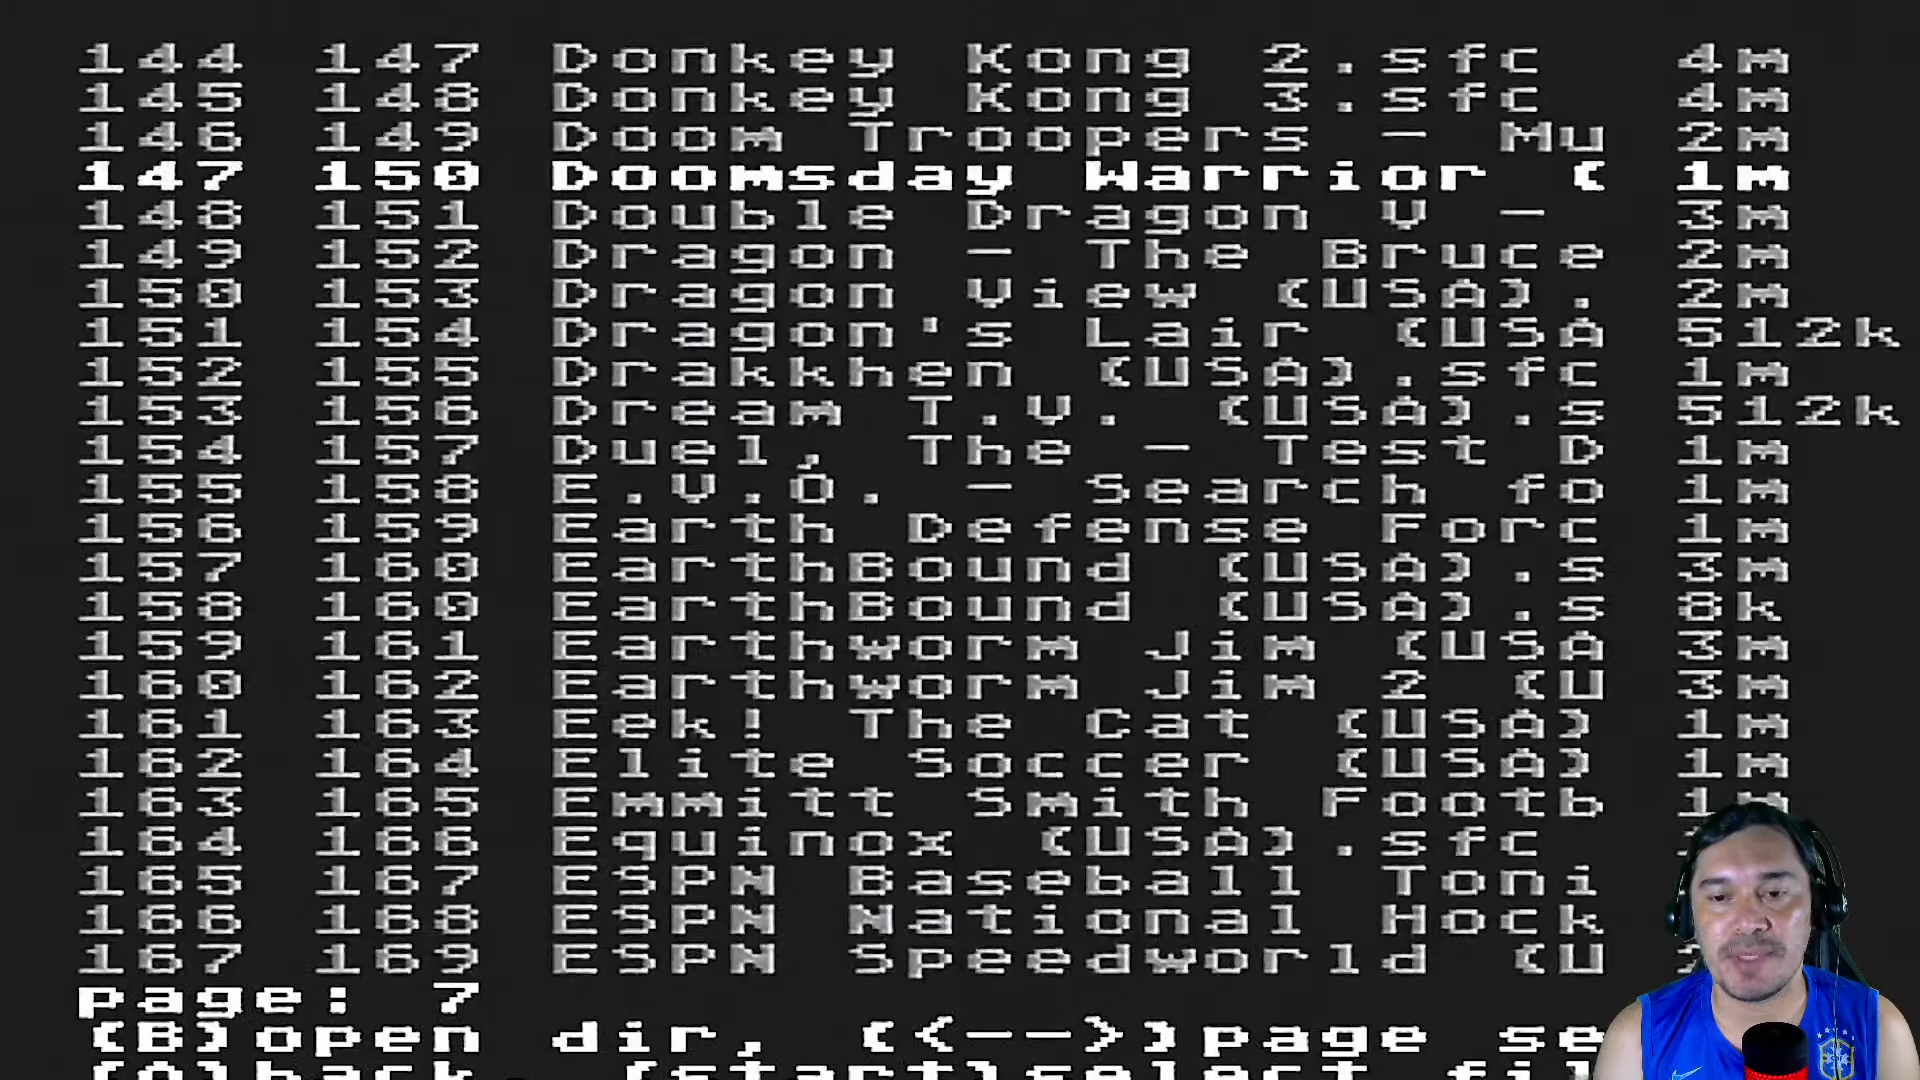 144 147 Donkey Kong 2.sfc 4m
145 148 Donkey Kong 3.sfc 4m
146 149 Doom Troopers - Mu 2m
147 150 Doomsday Warrior ( 1m
148 151 Double Dragon V - 3m
149 152 Dragon - The Bruce 2m
150 153 Dragon View (USA). 2m
151 154 Dragon's Lair (USA 512k
152 155 Drakkhen (USA).sfc 1m
153 156 Dream T.V. (USA).s 512k
154 157 Duel, The - Test D 1m
155 158 E.V.O. - Search fo 1m
156 159 Earth Defense Forc 1m
157 160 EarthBound (USA).s 3m
158 160 EarthBound (USA).s 8k
159 161 Earthworm Jim (USA 3m
160 162 Earthworm Jim 2 (U 3m
161 163 Eek! The Cat (USA) 1m
162 164 Elite Soccer (USA) 1m
163 165 Emmitt Smith Footb 1m
164 166 Equinox (USA).sfc
165 167 ESPN Baseball Toni
166 168 ESPN National Hock
167 169 ESPN Speedworld (U
page: 7
(B)open dir, (<-->)page se
(A)back, (start)select fil